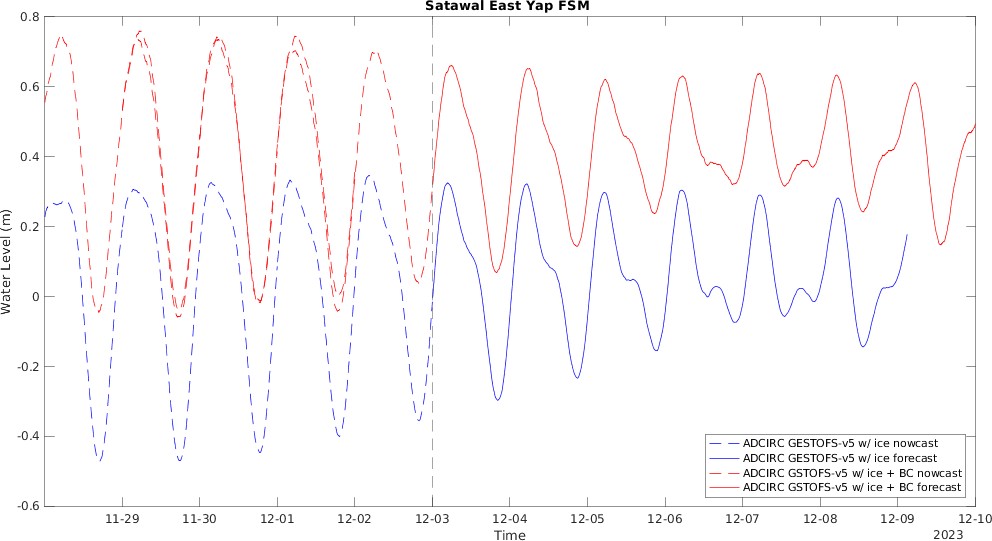 Satawal East Yap FSM
Water Level (m)
0.8
0.6
0.4
0.2
0
-0.2
-0.4
-0.6
ADCIRC GESTOFS-v5 w/ ice nowcast
ADCIRC GESTOFS-v5 w/ ice forecast
ADCIRC GSTOFS-v5 w/ ice + BC nowcast
ADCIRC GSTOFS-v5 w/ ice + BC forecast
11-29 11-30 12-01 12-02 12-03 12-04 12-05 12-06 12-07 12-08 12-09 12-10
Time
2023